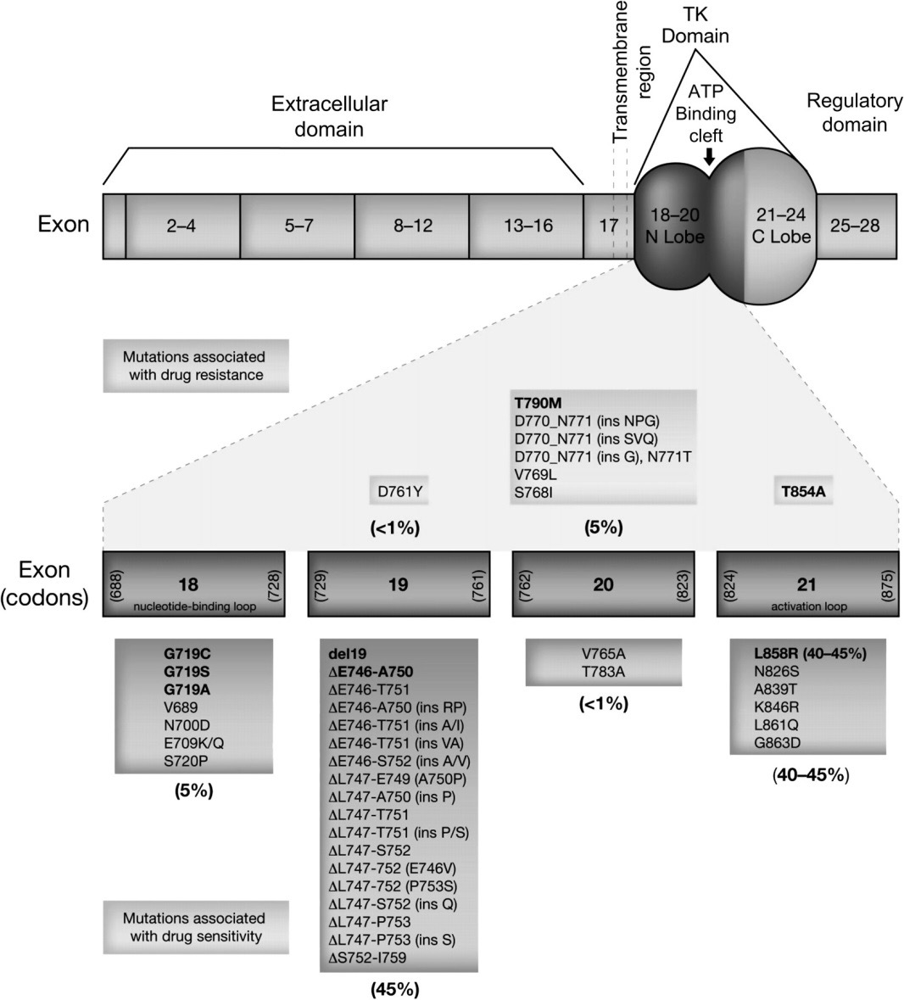 Transmembrane
region
TK
Domain
ATP
Binding
cleft
Regulatory
domain
Extracellular
domain
Exon
2–4
5–7
8–12
13–16
17
18–20
N Lobe
21–24
C Lobe
25–28
Mutations associated
with drug resistance
T790M
D770_N771 (ins NPG)
D770_N771 (ins SVQ)
D770_N771 (ins G), N771T
V769L
S768I
D761Y
(<1%)
(5%)
T854A
Exon
(codons)
(688)
18
nucleotide-binding loop
(728)
(729)
19
(761)
(762)
20
(823)
(824)
21
activation loop
(875)
G719C
G719S
G719A
V689
N700D
E709K/Q
S720P
(5%)
del19
ΔE746-A750
ΔE746-T751
ΔE746-A750 (ins RP)
ΔE746-T751 (ins A/I)
ΔE746-T751 (ins VA)
ΔE746-S752 (ins A/V)
ΔL747-E749 (A750P)
ΔL747-A750 (ins P)
ΔL747-T751
ΔL747-T751 (ins P/S)
ΔL747-S752
ΔL747-752 (E746V)
ΔL747-752 (P753S)
ΔL747-S752 (ins Q)
ΔL747-P753
ΔL747-P753 (ins S)
ΔS752-I759
(45%)
V765A
T783A
(<1%)
L858R (40–45%)
N826S
A839T
K846R
L861Q
G863D
(40–45%)
Mutations associated
with drug sensitivity